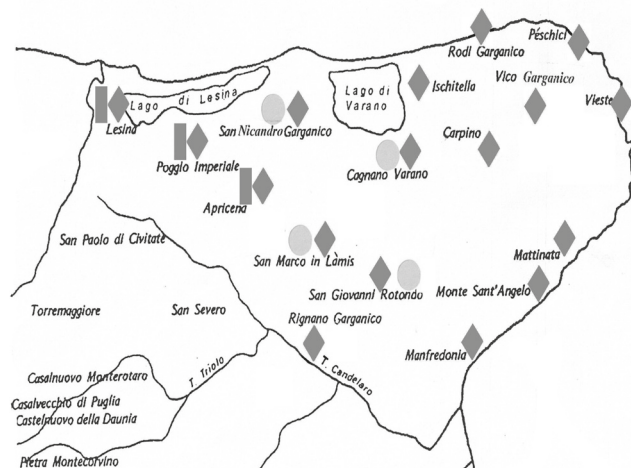 Rodi Garganico
Péschici
Lago di Lesina
Lago di
Varano
Ischitella
Vico Garganico
Vieste
Lesina
San Nicandro Garganico
Carpino
Poggio Imperiale
Cagnano Varano
Apricena
San Paolo di Civitate
San Marco in Làmis
Mattinata
San Giovanni Rotondo
Monte Sant'Angelo
Torremaggiore
San Severo
Rignano Garganico
Manfredonia
T. Candelaro
T. Triolo
Casalnuovo Monterotaro
Casalvecchio di Puglia
Castelnuovo della Daunia
Pietra Montecorvino